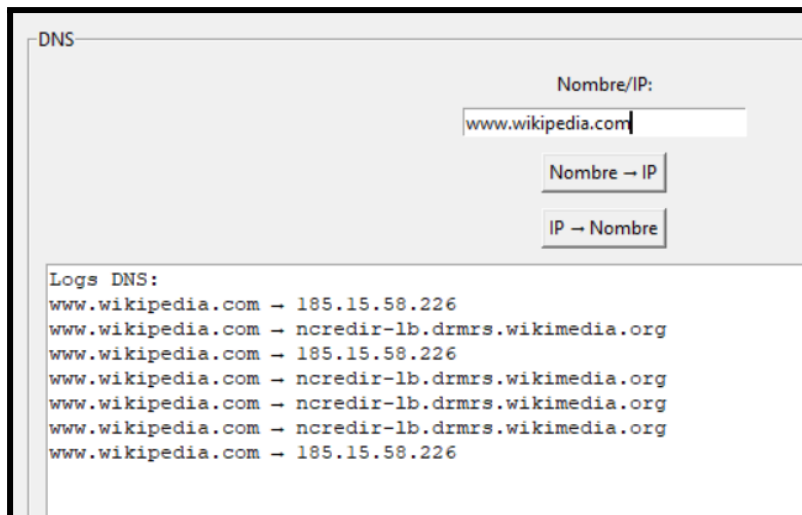 DNS
Nombre/IP:
www.wikipedia.com
Nombre → IP
IP → Nombre
Logs DNS:
www.wikipedia.com → 185.15.58.226
www.wikipedia.com → ncredir-lb.drmrs.wikimedia.org
www.wikipedia.com → 185.15.58.226
www.wikipedia.com → ncredir-lb.drmrs.wikimedia.org
www.wikipedia.com → ncredir-lb.drmrs.wikimedia.org
www.wikipedia.com → ncredir-lb.drmrs.wikimedia.org
www.wikipedia.com → 185.15.58.226